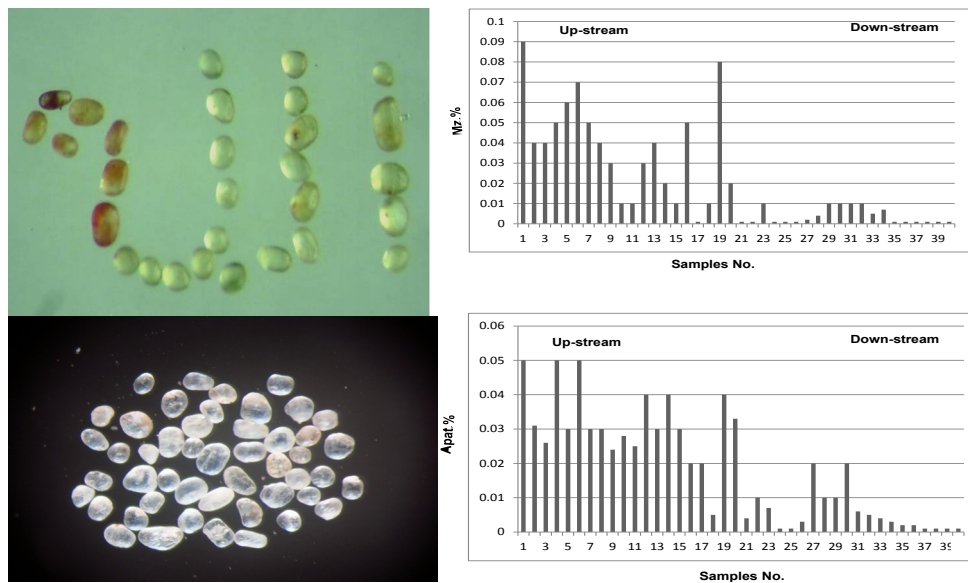 0.1
0.09
0.08
0.07
0.06
0.05
0.04
0.03
0.02
0.01
0
Mz.%
Up-stream
Down-stream
1 3 5 7 9 11 13 15 17 19 21 23 25 27 29 31 33 35 37 39
Samples No.
0.06
0.05
0.04
0.03
0.02
0.01
0
Apat.%
Up-stream
Down-stream
1 3 5 7 9 11 13 15 17 19 21 23 25 27 29 31 33 35 37 39
Samples No.